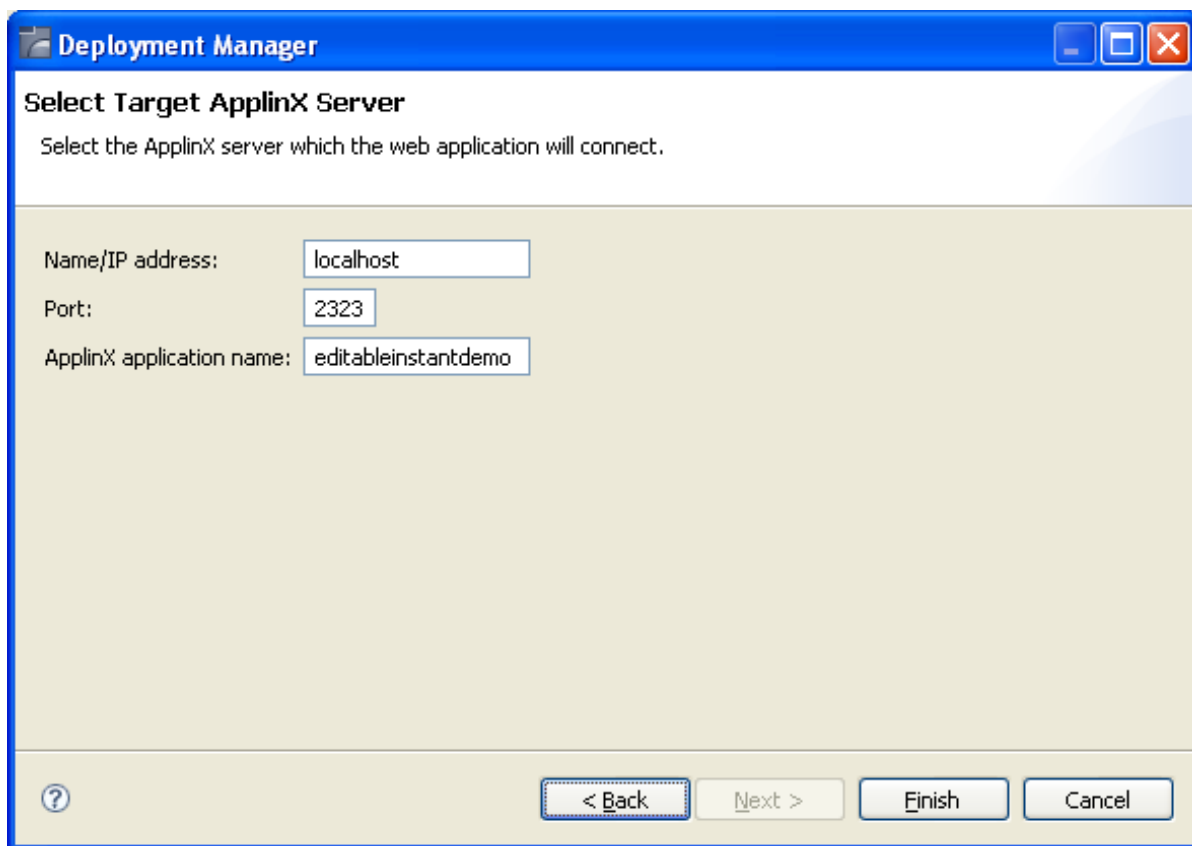 Deployment Manager
Select Target ApplinX Server
Select the ApplinX server which the web application will connect.
Name/IP address: localhost
Port: 2323
ApplinX application name: editableinstantdemo
? < Back Next > Finish Cancel